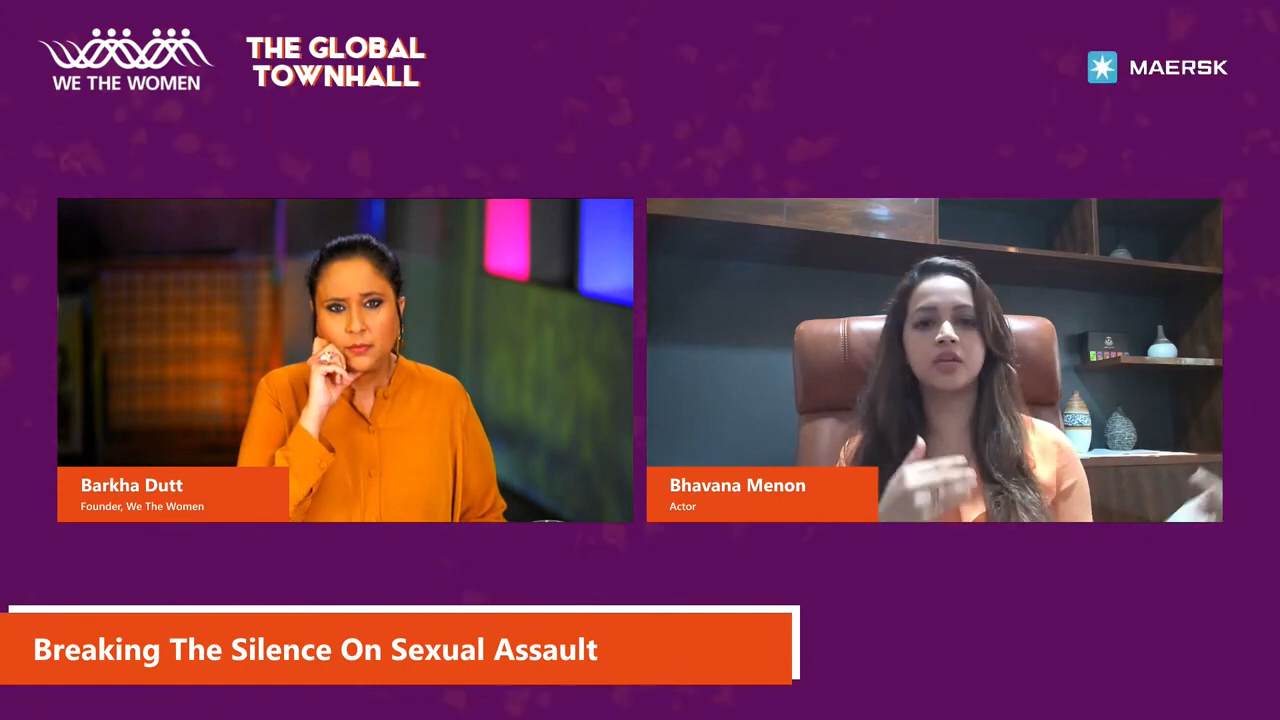 WE THE WOMEN
THE GLOBAL
TOWNHALL
MAERSK
Barkha Dutt
Founder, We The Women
Bhavana Menon
Actor
Breaking The Silence On Sexual Assault